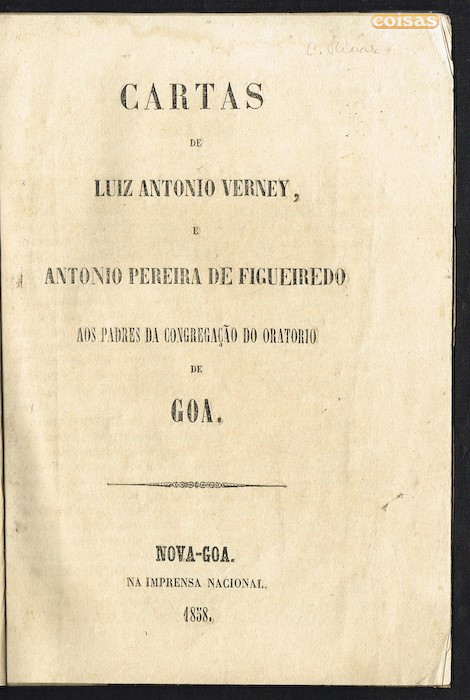 coisas
CARTAS
DE
LUIZ ANTONIO VERNEY,
E
ANTONIO PEREIRA DE FIGUEIREDO
AOS PADRES DA CONGREGAÇÃO DO ORATORIO
DE
GOA.
NOVA-GOA.
NA IMPRENSA NACIONAL.
1858.